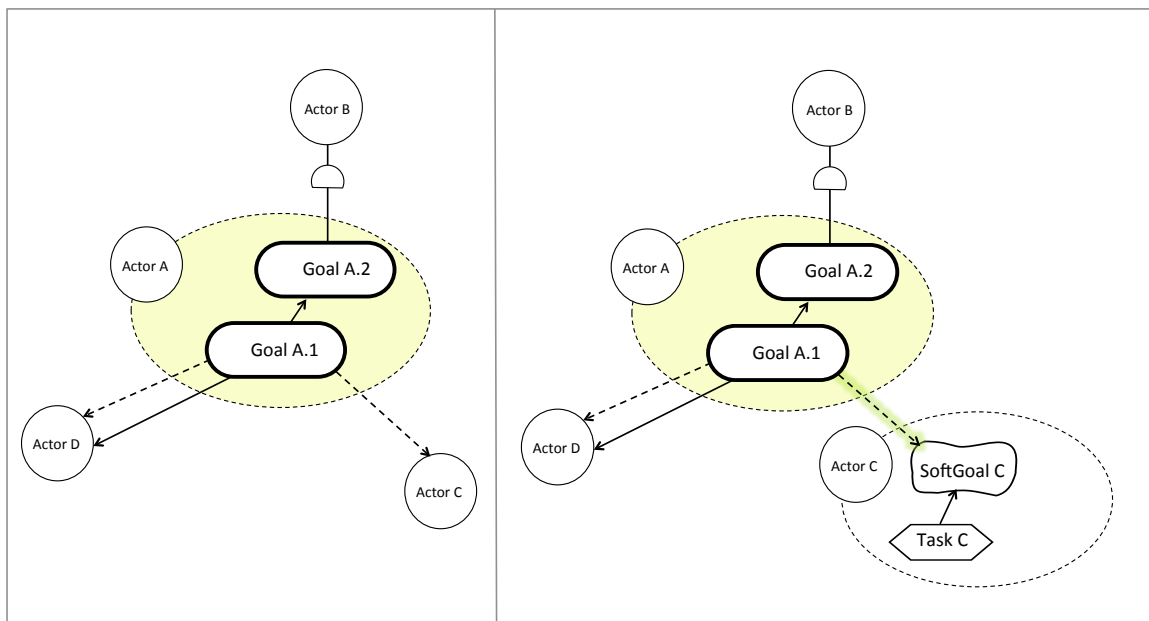 Actor B
Actor A
Goal A.2
Goal A.1
Actor D
Actor C
Actor B
Actor A
Goal A.2
Goal A.1
Actor D
Actor C
SoftGoal C
Task C